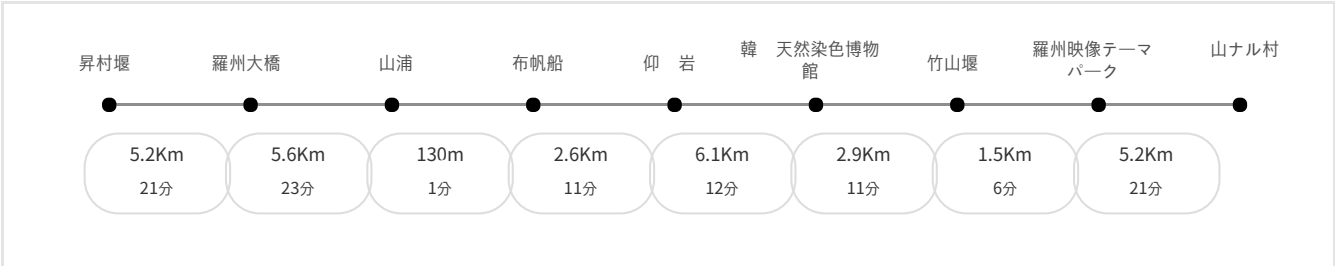 昇村堰
羅州大橋
山浦
布帆船
仰　岩
韓　天然染色博物
館
竹山堰
羅州映像テーマ
パーク
山ナル村
5.2Km
5.6Km
130m
2.6Km
6.1Km
2.9Km
1.5Km
5.2Km
21分
23分
1分
11分
12分
11分
6分
21分